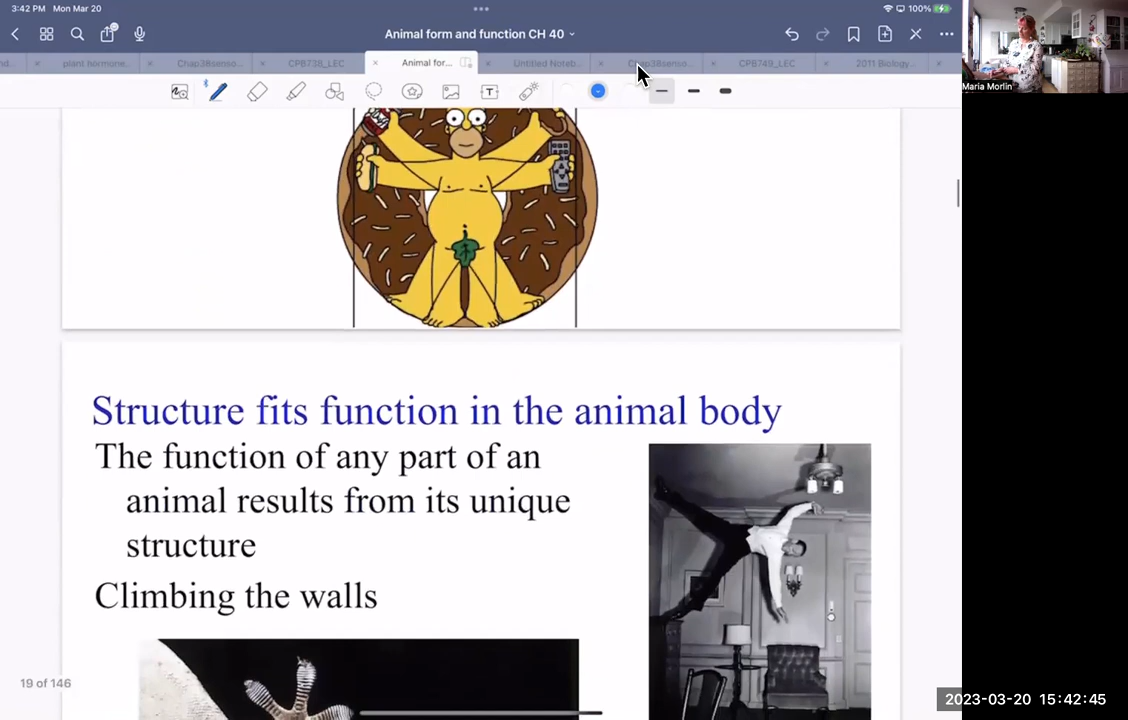 3:42 PM Mon Mar 20
100%
Animal form and function CH 40
plant hormone...
Chap38senso...
CPB738_LEC
Animal for...
Untitled Noteb...
Chap38senso...
CPB749_LEC
2011 Biology...
T
Maria Morlin
Structure fits function in the animal body
The function of any part of an
animal results from its unique
structure
Climbing the walls
19 of 146
2023-03-20 15:42:45